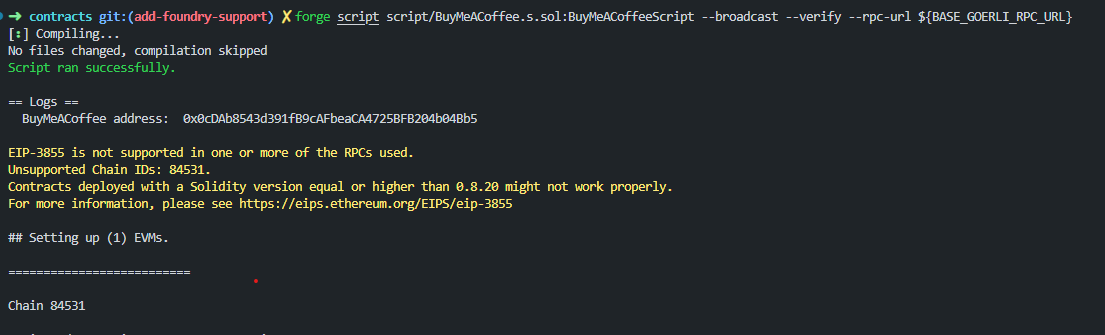 ➜ contracts git:(add-foundry-support) ✗ forge script script/BuyMeACoffee.s.sol:BuyMeACoffeeScript --broadcast --verify --rpc-url ${BASE_GOERLI_RPC_URL}
[⠆] Compiling...
No files changed, compilation skipped
Script ran successfully.
== Logs ==
BuyMeACoffee address:  0x0cDAb8543d391fB9cAFbeaCA4725BFB204b04Bb5
EIP-3855 is not supported in one or more of the RPCs used.
Unsupported Chain IDs: 84531.
Contracts deployed with a Solidity version equal or higher than 0.8.20 might not work properly.
For more information, please see https://eips.ethereum.org/EIPS/eip-3855
## Setting up (1) EVMs.
==========================
Chain 84531